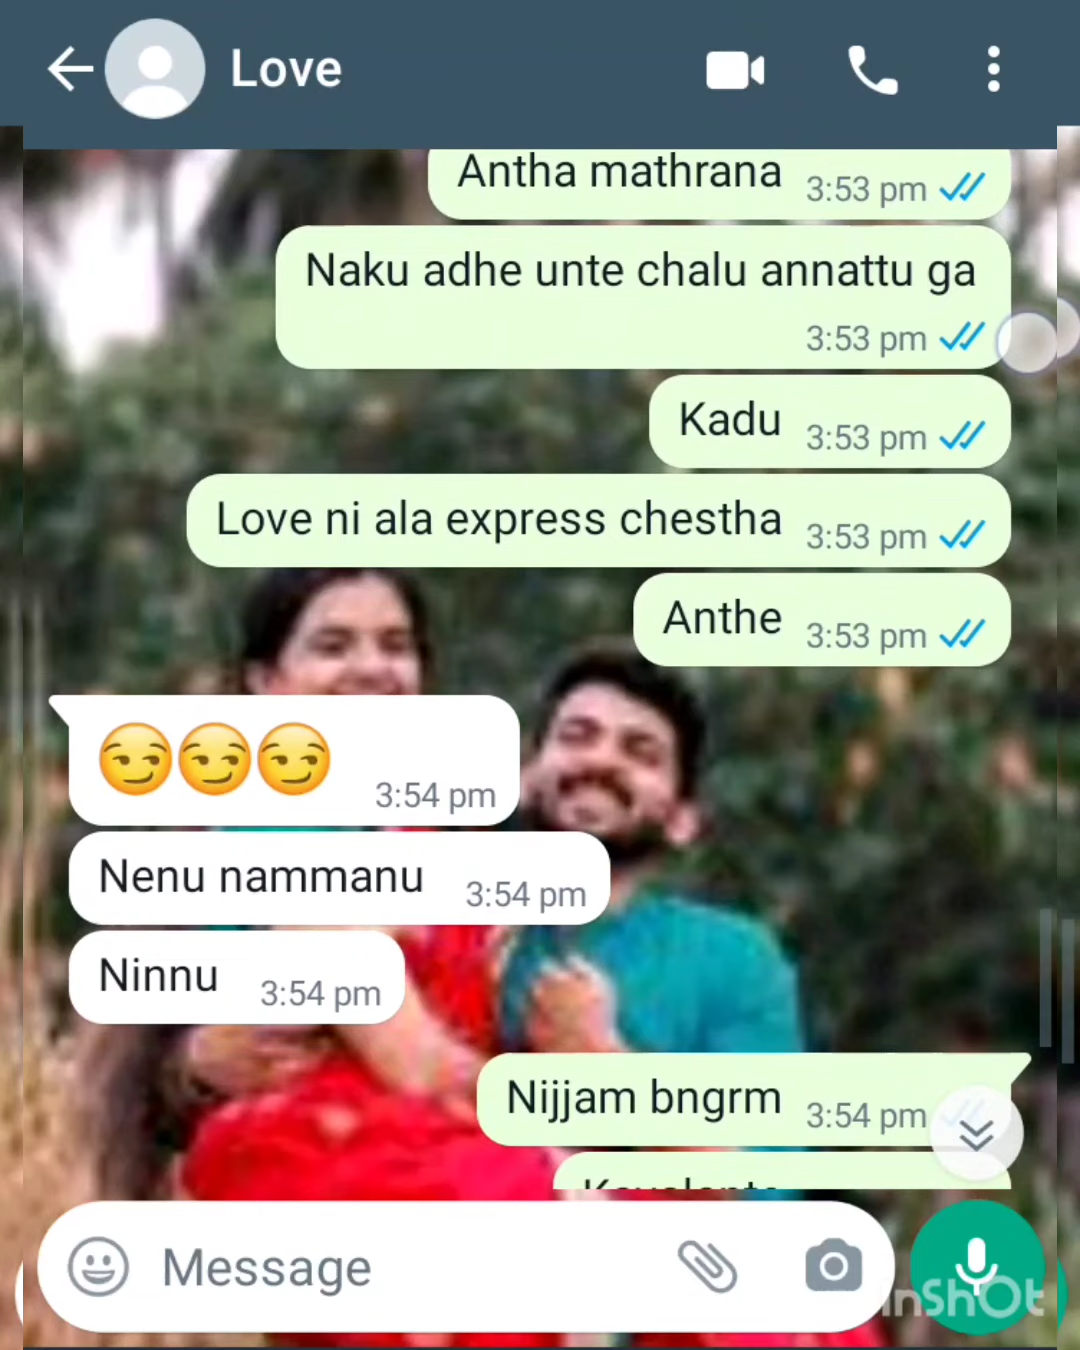 Love
Antha mathrana 3:53 pm
Naku adhe unte chalu annattu ga
3:53 pm
Kadu 3:53 pm
Love ni ala express chestha 3:53 pm
Anthe 3:53 pm
😏😏😏 3:54 pm
Nenu nammanu 3:54 pm
Ninnu 3:54 pm
Nijjam bngrm 3:54 pm
Message
InShOt